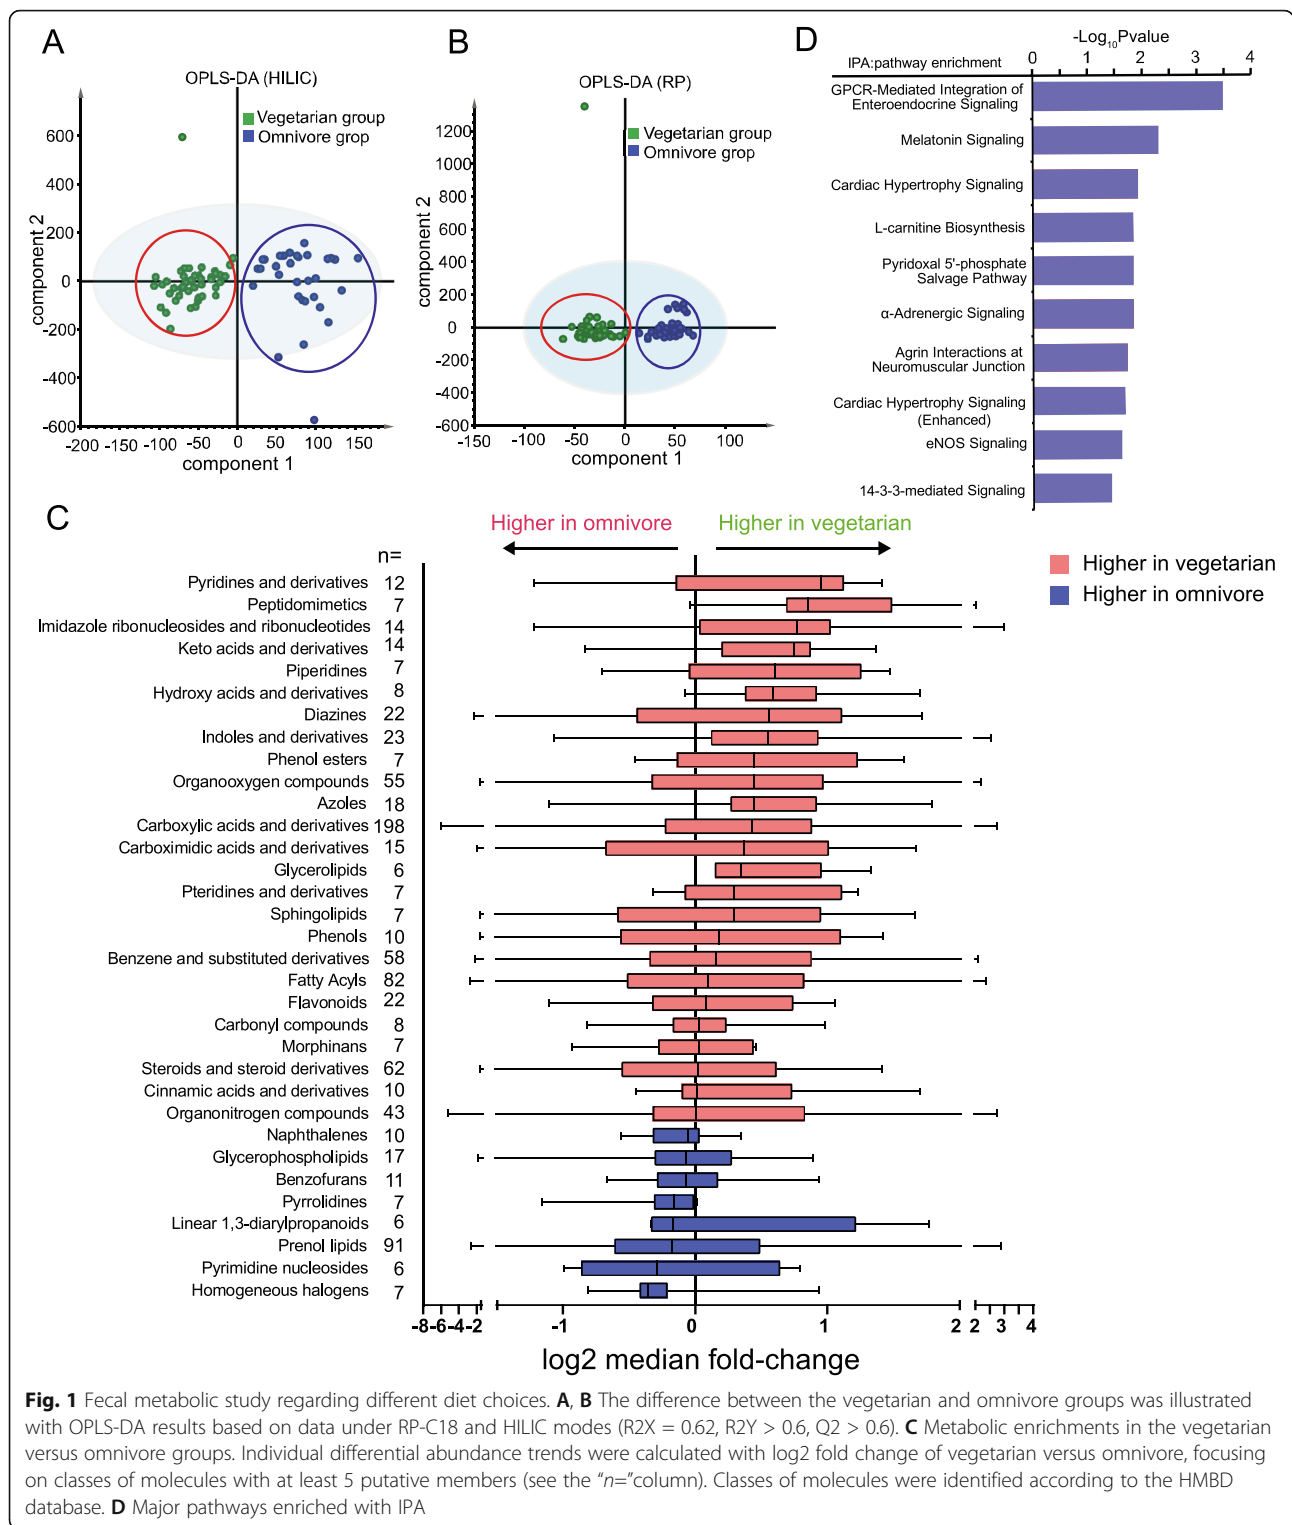 A
OPLS-DA (HILIC)
Vegetarian group
Omnivore grop
component 2
600
400
200
0
-200
-400
-600
-200 -150 -100 -50 0 50 100 150
component 1
B
OPLS-DA (RP)
Vegetarian group
Omnivore grop
component 2
1200
1000
800
600
400
200
0
-200
-400
-600
-150 -100 -50 0 50 100
component 1
D
-Log10Pvalue
IPA:pathway enrichment
0 1 2 3 4
GPCR-Mediated Integration of
Enteroendocrine Signaling
Melatonin Signaling
Cardiac Hypertrophy Signaling
L-carnitine Biosynthesis
Pyridoxal 5'-phosphate
Salvage Pathway
α-Adrenergic Signaling
Agrin Interactions at
Neuromuscular Junction
Cardiac Hypertrophy Signaling
(Enhanced)
eNOS Signaling
14-3-3-mediated Signaling
C
Higher in omnivore
Higher in vegetarian
n=
Higher in vegetarian
Higher in omnivore
Pyridines and derivatives 12
Peptidomimetics 7
Imidazole ribonucleosides and ribonucleotides 14
Keto acids and derivatives 14
Piperidines 7
Hydroxy acids and derivatives 8
Diazines 22
Indoles and derivatives 23
Phenol esters 7
Organooxygen compounds 55
Azoles 18
Carboxylic acids and derivatives 198
Carboximidic acids and derivatives 15
Glycerolipids 6
Pteridines and derivatives 7
Sphingolipids 7
Phenols 10
Benzene and substituted derivatives 58
Fatty Acyls 82
Flavonoids 22
Carbonyl compounds 8
Morphinans 7
Steroids and steroid derivatives 62
Cinnamic acids and derivatives 10
Organonitrogen compounds 43
Naphthalenes 10
Glycerophospholipids 17
Benzofurans 11
Pyrrolidines 7
Linear 1,3-diarylpropanoids 6
Prenol lipids 91
Pyrimidine nucleosides 6
Homogeneous halogens 7
-8 -6 -4 -2 -1 0 1 2 2 3 4
log2 median fold-change
Fig. 1 Fecal metabolic study regarding different diet choices. A, B The difference between the vegetarian and omnivore groups was illustrated
with OPLS-DA results based on data under RP-C18 and HILIC modes (R2X = 0.62, R2Y > 0.6, Q2 > 0.6). C Metabolic enrichments in the vegetarian
versus omnivore groups. Individual differential abundance trends were calculated with log2 fold change of vegetarian versus omnivore, focusing
on classes of molecules with at least 5 putative members (see the “n=”column). Classes of molecules were identified according to the HMBD
database. D Major pathways enriched with IPA